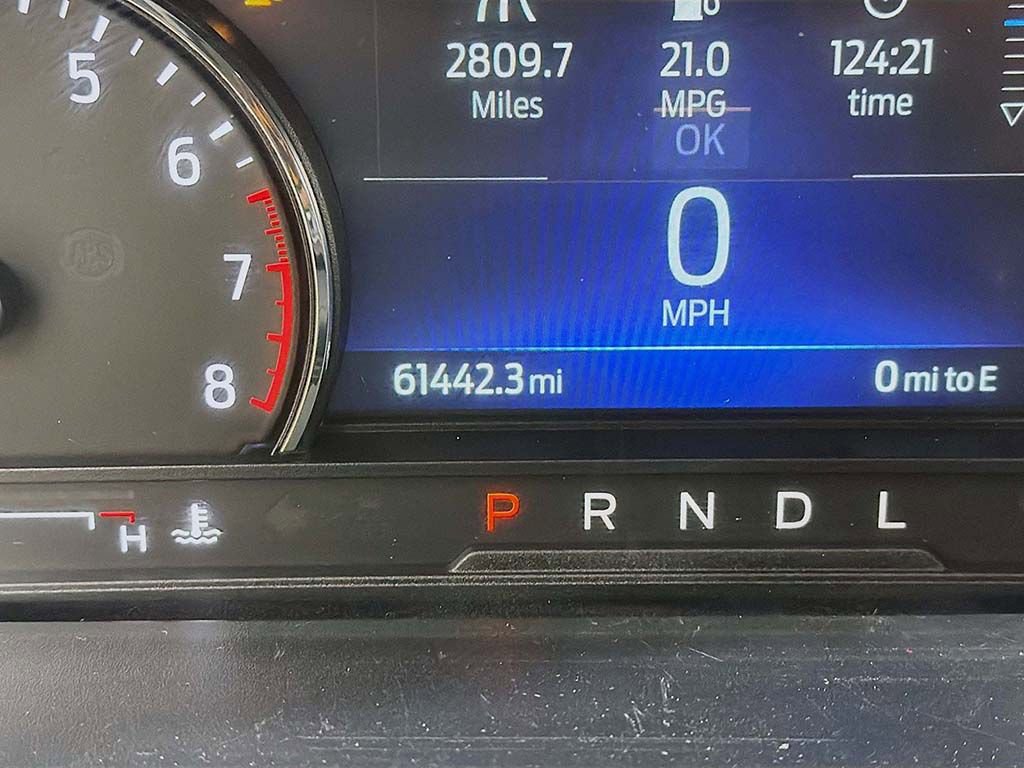 5
6
7
8
2809.7
Miles
21.0
MPG
OK
124:21
time
0
MPH
61442.3 mi
0 mi to E
H
P R N D L